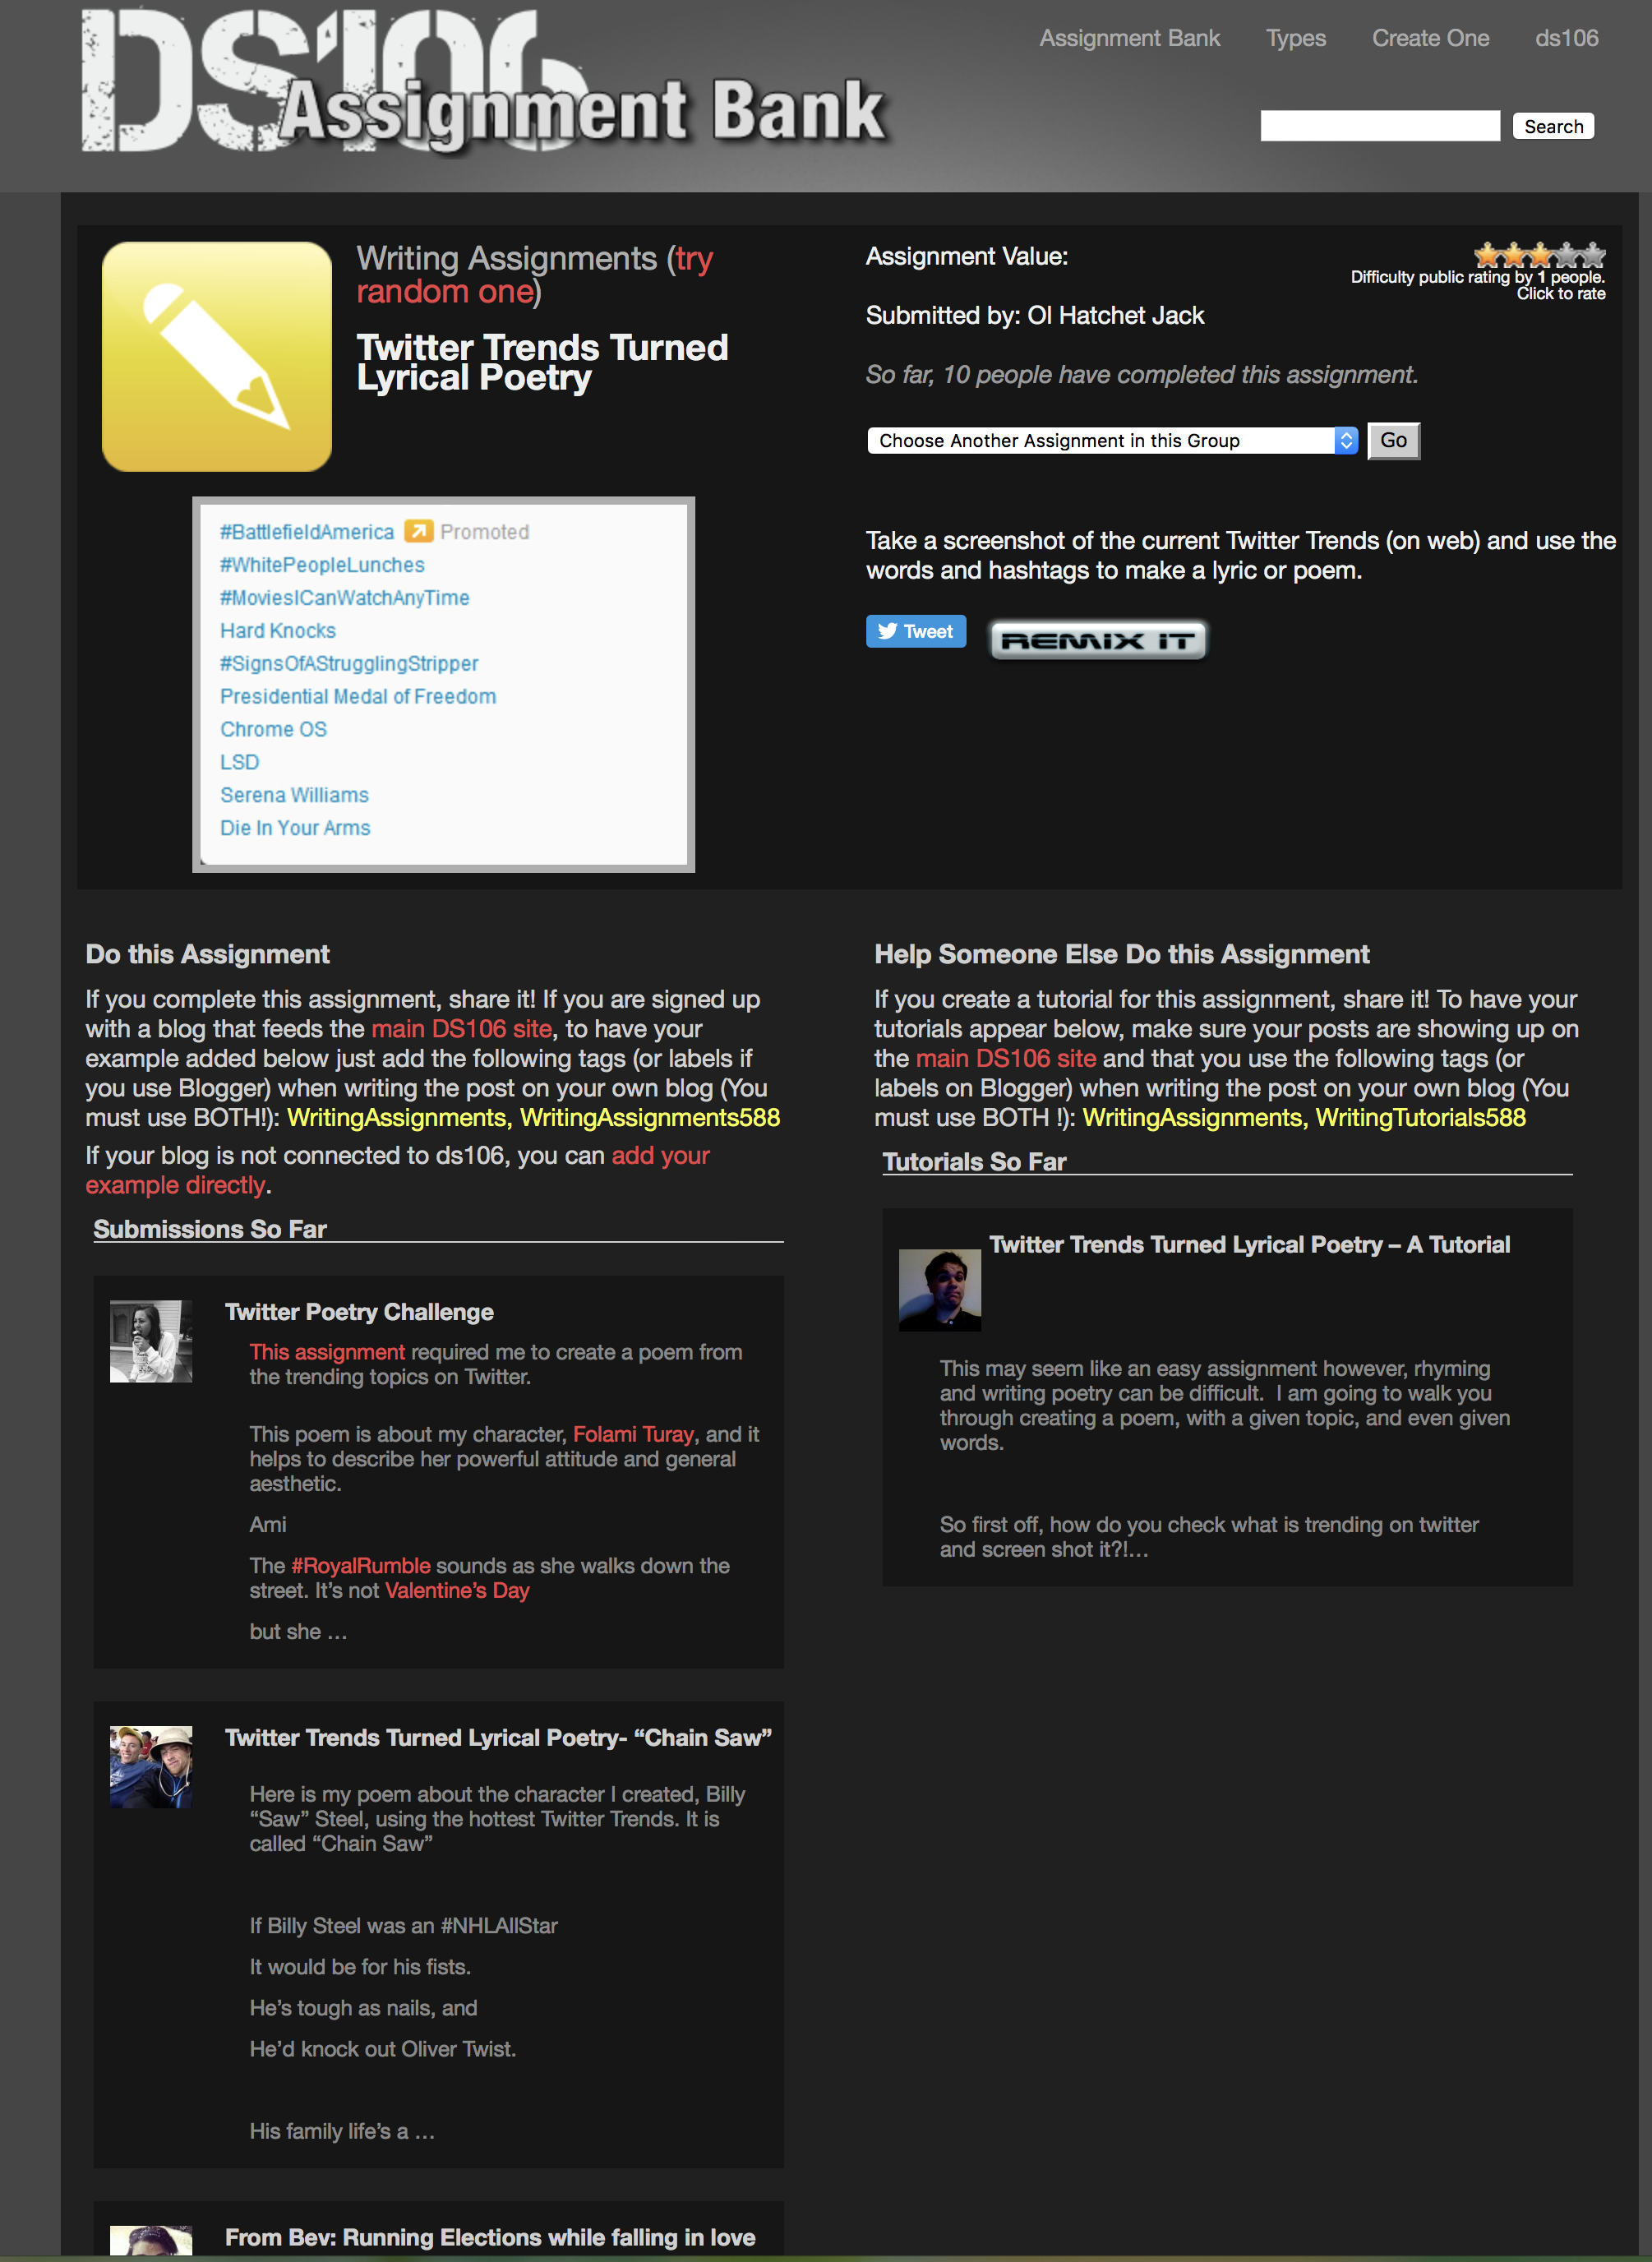 DS106
Assignment Bank
Assignment Bank Types Create One ds106
Search
Writing Assignments (try
random one)
Twitter Trends Turned
Lyrical Poetry
Assignment Value:
Difficulty public rating by 1 people.
Click to rate
Submitted by: Ol Hatchet Jack
So far, 10 people have completed this assignment.
Choose Another Assignment in this Group Go
#BattlefieldAmerica Promoted
#WhitePeopleLunches
#MoviesICanWatchAnyTime
Hard Knocks
#SignsOfAStrugglingStripper
Presidential Medal of Freedom
Chrome OS
LSD
Serena Williams
Die In Your Arms
Take a screenshot of the current Twitter Trends (on web) and use the
words and hashtags to make a lyric or poem.
Tweet REMIX IT
Do this Assignment
If you complete this assignment, share it! If you are signed up
with a blog that feeds the main DS106 site, to have your
example added below just add the following tags (or labels if
you use Blogger) when writing the post on your own blog (You
must use BOTH!): WritingAssignments, WritingAssignments588
If your blog is not connected to ds106, you can add your
example directly.
Submissions So Far
Twitter Poetry Challenge
This assignment required me to create a poem from
the trending topics on Twitter.
This poem is about my character, Folami Turay, and it
helps to describe her powerful attitude and general
aesthetic.
Ami
The #RoyalRumble sounds as she walks down the
street. It’s not Valentine’s Day
but she …
Twitter Trends Turned Lyrical Poetry- “Chain Saw”
Here is my poem about the character I created, Billy
“Saw” Steel, using the hottest Twitter Trends. It is
called “Chain Saw”
If Billy Steel was an #NHLAllStar
It would be for his fists.
He’s tough as nails, and
He’d knock out Oliver Twist.
His family life’s a …
From Bev: Running Elections while falling in love
Help Someone Else Do this Assignment
If you create a tutorial for this assignment, share it! To have your
tutorials appear below, make sure your posts are showing up on
the main DS106 site and that you use the following tags (or
labels on Blogger) when writing the post on your own blog (You
must use BOTH !): WritingAssignments, WritingTutorials588
Tutorials So Far
Twitter Trends Turned Lyrical Poetry – A Tutorial
This may seem like an easy assignment however, rhyming
and writing poetry can be difficult.  I am going to walk you
through creating a poem, with a given topic, and even given
words.
So first off, how do you check what is trending on twitter
and screen shot it?!…